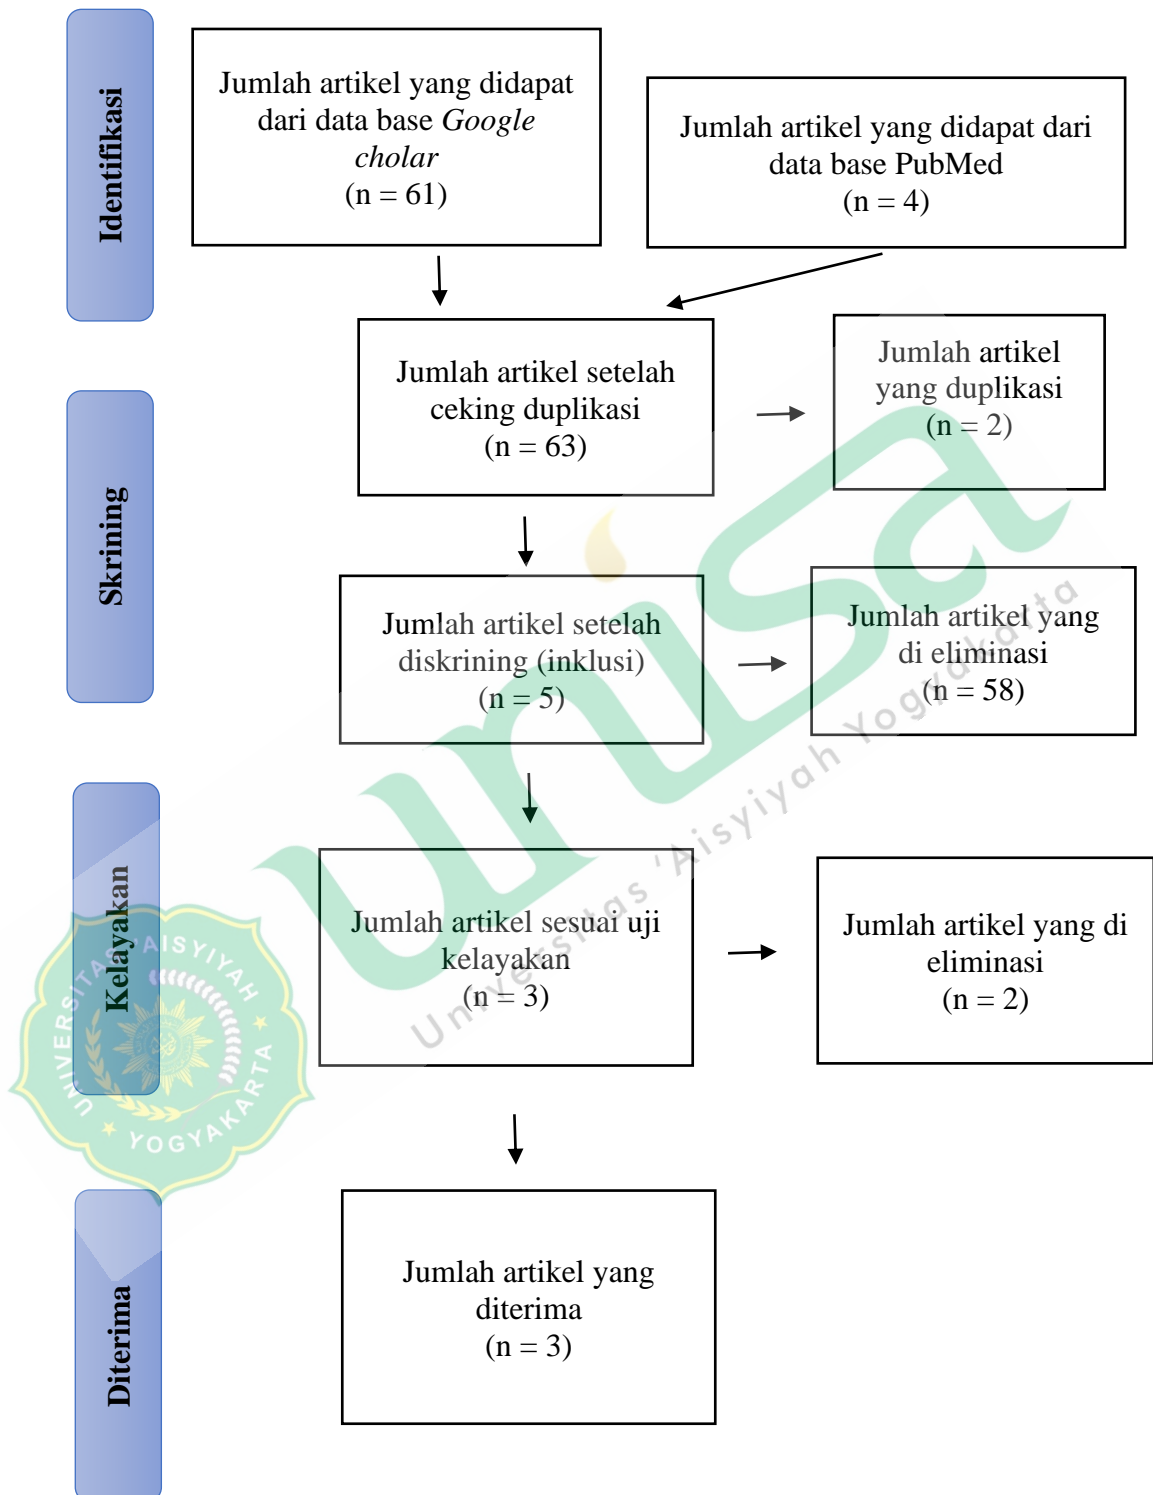 Identifikasi
Jumlah artikel yang didapat
dari data base Google
cholar
(n = 61)
Jumlah artikel yang didapat dari
data base PubMed
(n = 4)
Skrining
Jumlah artikel setelah
ceking duplikasi
(n = 63)
Jumlah artikel
yang duplikasi
(n = 2)
Jumlah artikel setelah
diskrining (inklusi)
(n = 5)
Jumlah artikel yang
di eliminasi
(n = 58)
Kelayakan
Jumlah artikel sesuai uji
kelayakan
(n = 3)
Jumlah artikel yang di
eliminasi
(n = 2)
Diterima
Jumlah artikel yang
diterima
(n = 3)
unisa
Universitas 'Aisyiyah Yogyakarta
UNIVERSITAS 'AISYIYAH
YOGYAKARTA